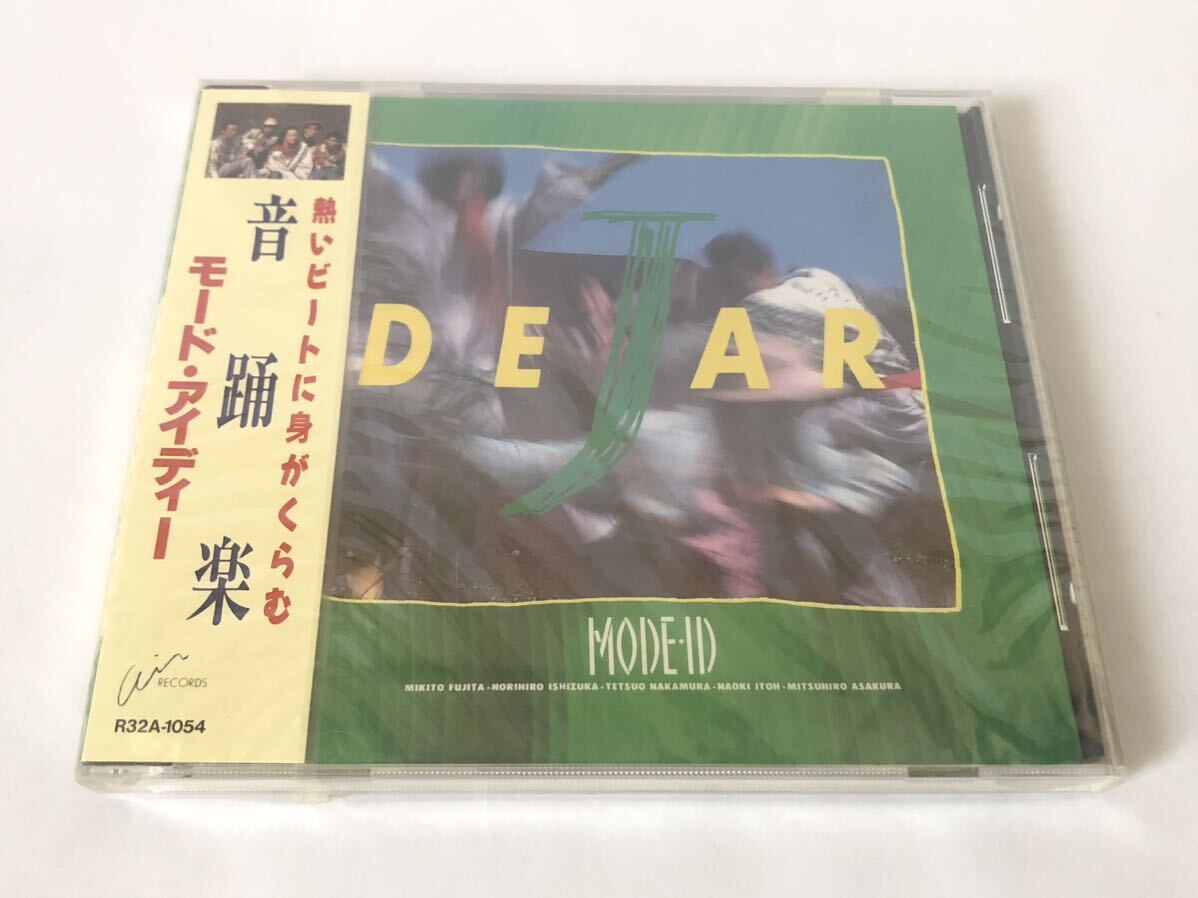 熱いビートに身がくらむ
音踊楽
モード・アイディー
air RECORDS
R32A-1054
DE J AR
MODE·ID
MIKITO FUJITA-NORIHIRO ISHIZUKA-TETSUO NAKAMURA-NAOKI ITOH-MITSUHIRO ASAKURA